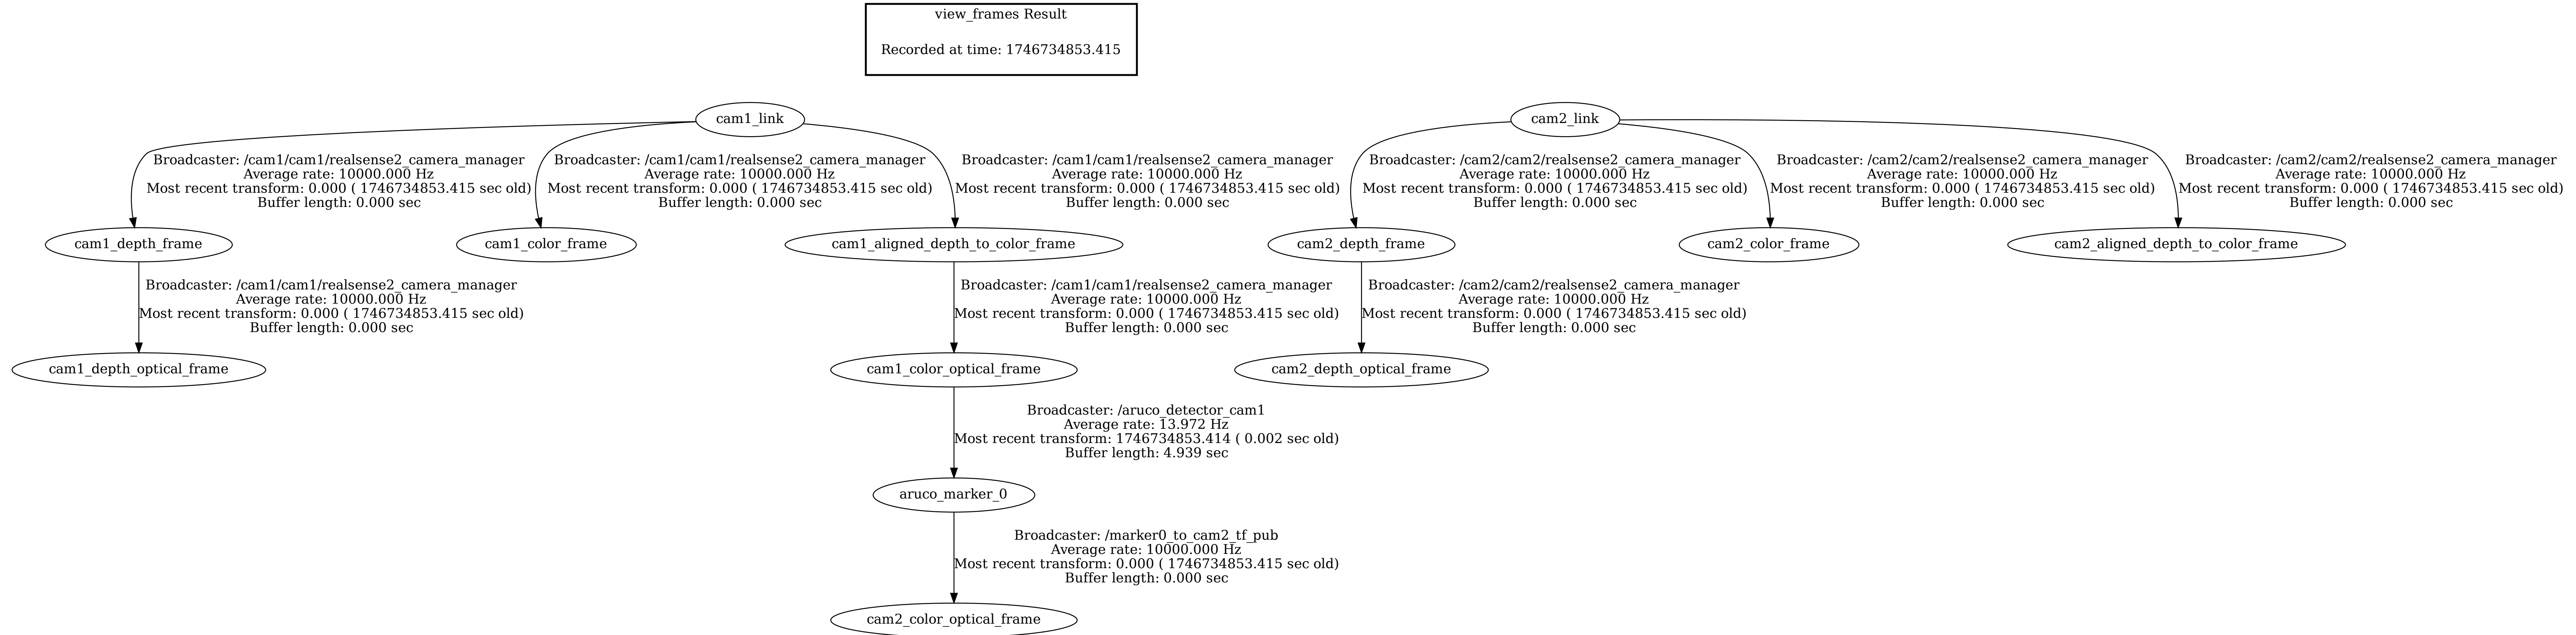 view_frames Result
Recorded at time: 1746734853.415
cam1_link
cam2_link
Broadcaster: /cam1/cam1/realsense2_camera_manager
Average rate: 10000.000 Hz
Most recent transform: 0.000 ( 1746734853.415 sec old)
Buffer length: 0.000 sec
Broadcaster: /cam1/cam1/realsense2_camera_manager
Average rate: 10000.000 Hz
Most recent transform: 0.000 ( 1746734853.415 sec old)
Buffer length: 0.000 sec
Broadcaster: /cam1/cam1/realsense2_camera_manager
Average rate: 10000.000 Hz
Most recent transform: 0.000 ( 1746734853.415 sec old)
Buffer length: 0.000 sec
Broadcaster: /cam2/cam2/realsense2_camera_manager
Average rate: 10000.000 Hz
Most recent transform: 0.000 ( 1746734853.415 sec old)
Buffer length: 0.000 sec
Broadcaster: /cam2/cam2/realsense2_camera_manager
Average rate: 10000.000 Hz
Most recent transform: 0.000 ( 1746734853.415 sec old)
Buffer length: 0.000 sec
Broadcaster: /cam2/cam2/realsense2_camera_manager
Average rate: 10000.000 Hz
Most recent transform: 0.000 ( 1746734853.415 sec old)
Buffer length: 0.000 sec
cam1_depth_frame
cam1_color_frame
cam1_aligned_depth_to_color_frame
cam2_depth_frame
cam2_color_frame
cam2_aligned_depth_to_color_frame
Broadcaster: /cam1/cam1/realsense2_camera_manager
Average rate: 10000.000 Hz
Most recent transform: 0.000 ( 1746734853.415 sec old)
Buffer length: 0.000 sec
Broadcaster: /cam1/cam1/realsense2_camera_manager
Average rate: 10000.000 Hz
Most recent transform: 0.000 ( 1746734853.415 sec old)
Buffer length: 0.000 sec
Broadcaster: /cam2/cam2/realsense2_camera_manager
Average rate: 10000.000 Hz
Most recent transform: 0.000 ( 1746734853.415 sec old)
Buffer length: 0.000 sec
cam1_depth_optical_frame
cam1_color_optical_frame
cam2_depth_optical_frame
Broadcaster: /aruco_detector_cam1
Average rate: 13.972 Hz
Most recent transform: 1746734853.414 ( 0.002 sec old)
Buffer length: 4.939 sec
aruco_marker_0
Broadcaster: /marker0_to_cam2_tf_pub
Average rate: 10000.000 Hz
Most recent transform: 0.000 ( 1746734853.415 sec old)
Buffer length: 0.000 sec
cam2_color_optical_frame